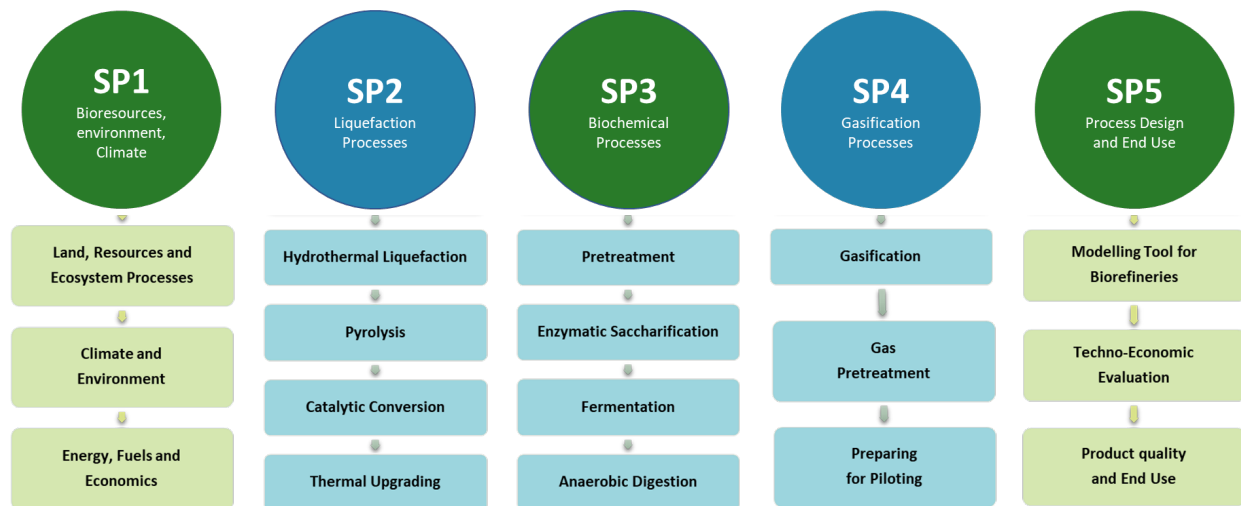 SP1
Bioresources,
environment,
Climate
Land, Resources and
Ecosystem Processes
Climate and
Environment
Energy, Fuels and
Economics
SP2
Liquefaction
Processes
Hydrothermal Liquefaction
Pyrolysis
Catalytic Conversion
Thermal Upgrading
SP3
Biochemical
Processes
Pretreatment
Enzymatic Saccharification
Fermentation
Anaerobic Digestion
SP4
Gasification
Processes
Gasification
Gas
Pretreatment
Preparing
for Piloting
SP5
Process Design
and End Use
Modelling Tool for
Biorefineries
Techno-Economic
Evaluation
Product quality
and End Use